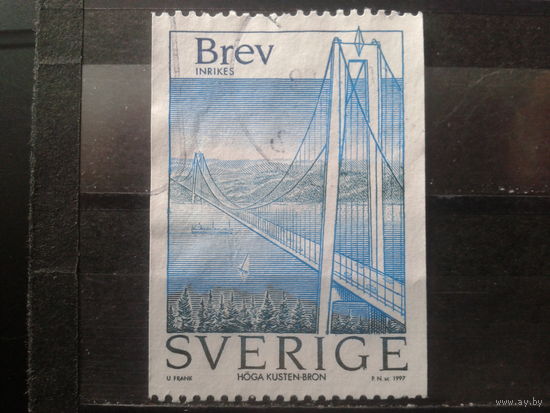 Brev
INRIKES
SVERIGE
U FRANK HÖGA KUSTEN-BRON P.N. sc 1997
www.ay.by